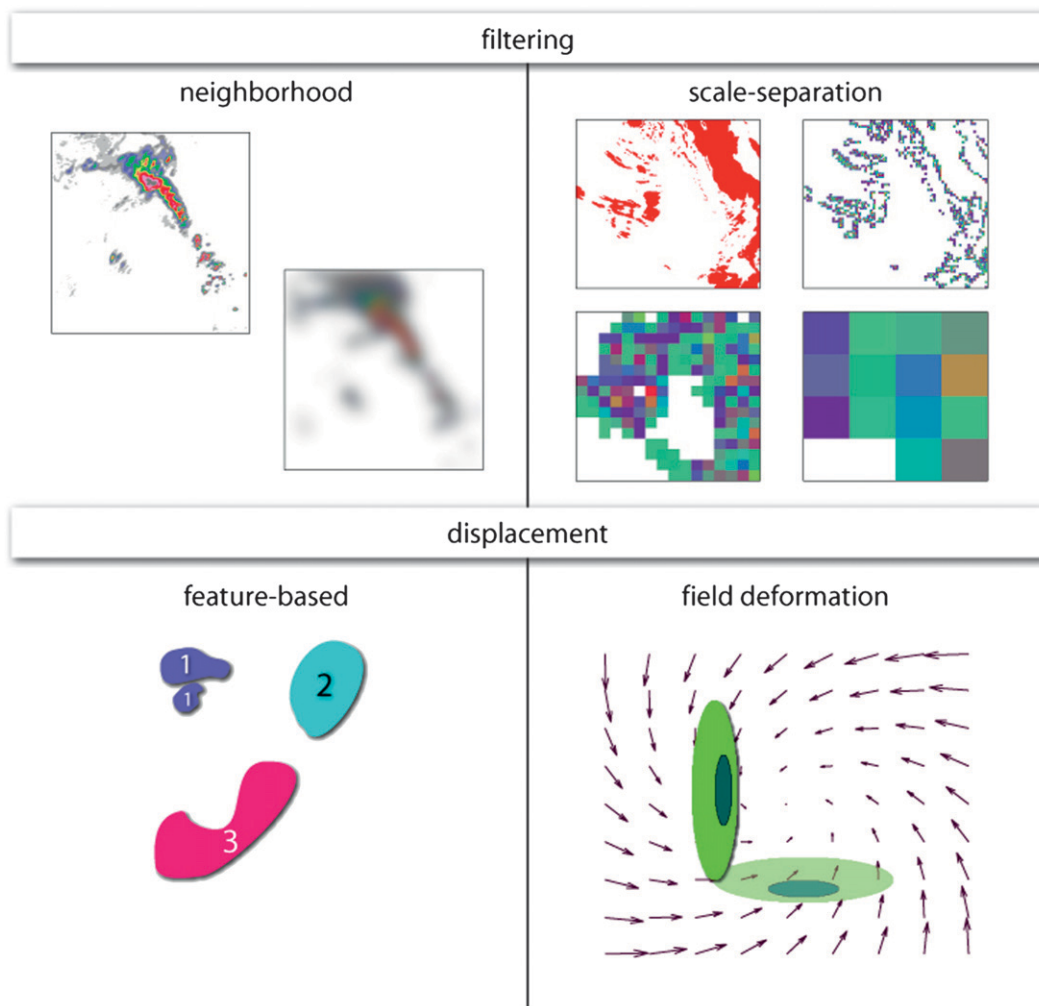 filtering
neighborhood
scale-separation
displacement
feature-based
field deformation
1
1
2
3